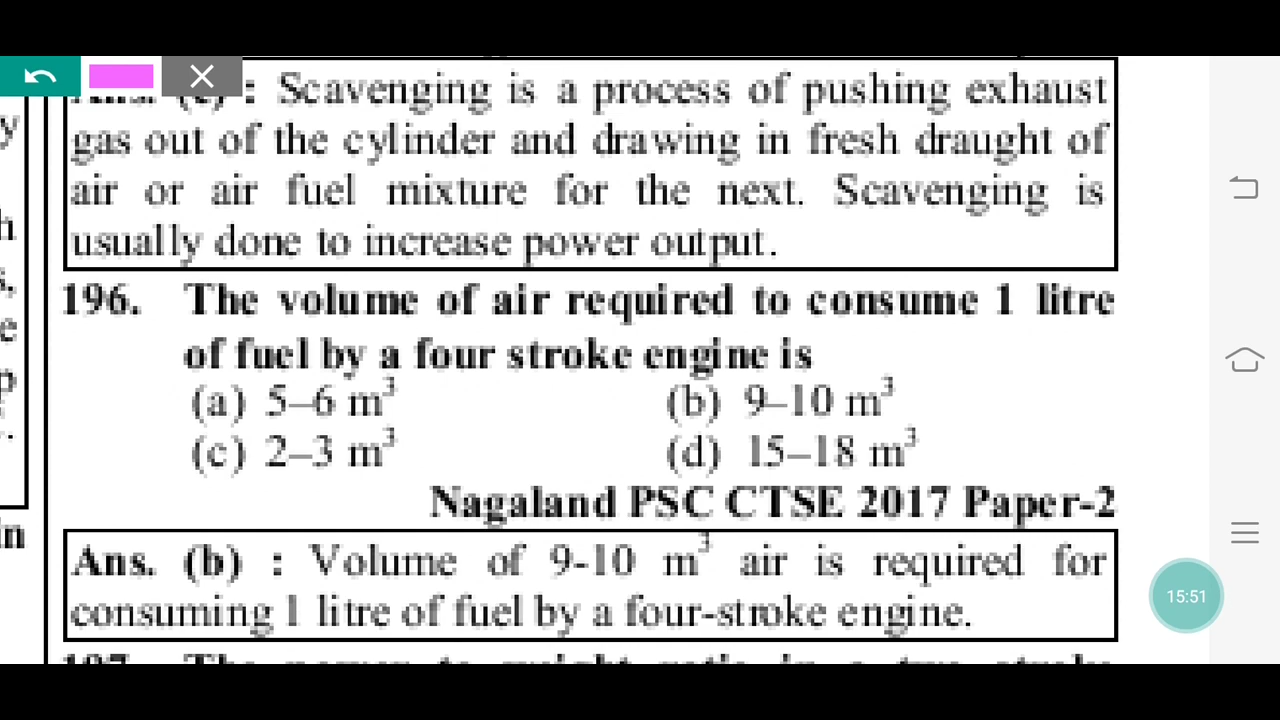 : Scavenging is a process of pushing exhaust
gas out of the cylinder and drawing in fresh draught of
air or air fuel mixture for the next. Scavenging is
usually done to increase power output.
196. The volume of air required to consume 1 litre
of fuel by a four stroke engine is
(a) 5–6 m³ (b) 9–10 m³
(c) 2–3 m³ (d) 15–18 m³
Nagaland PSC CTSE 2017 Paper-2
Ans. (b) : Volume of 9-10 m³ air is required for
consuming 1 litre of fuel by a four-stroke engine.
15:51